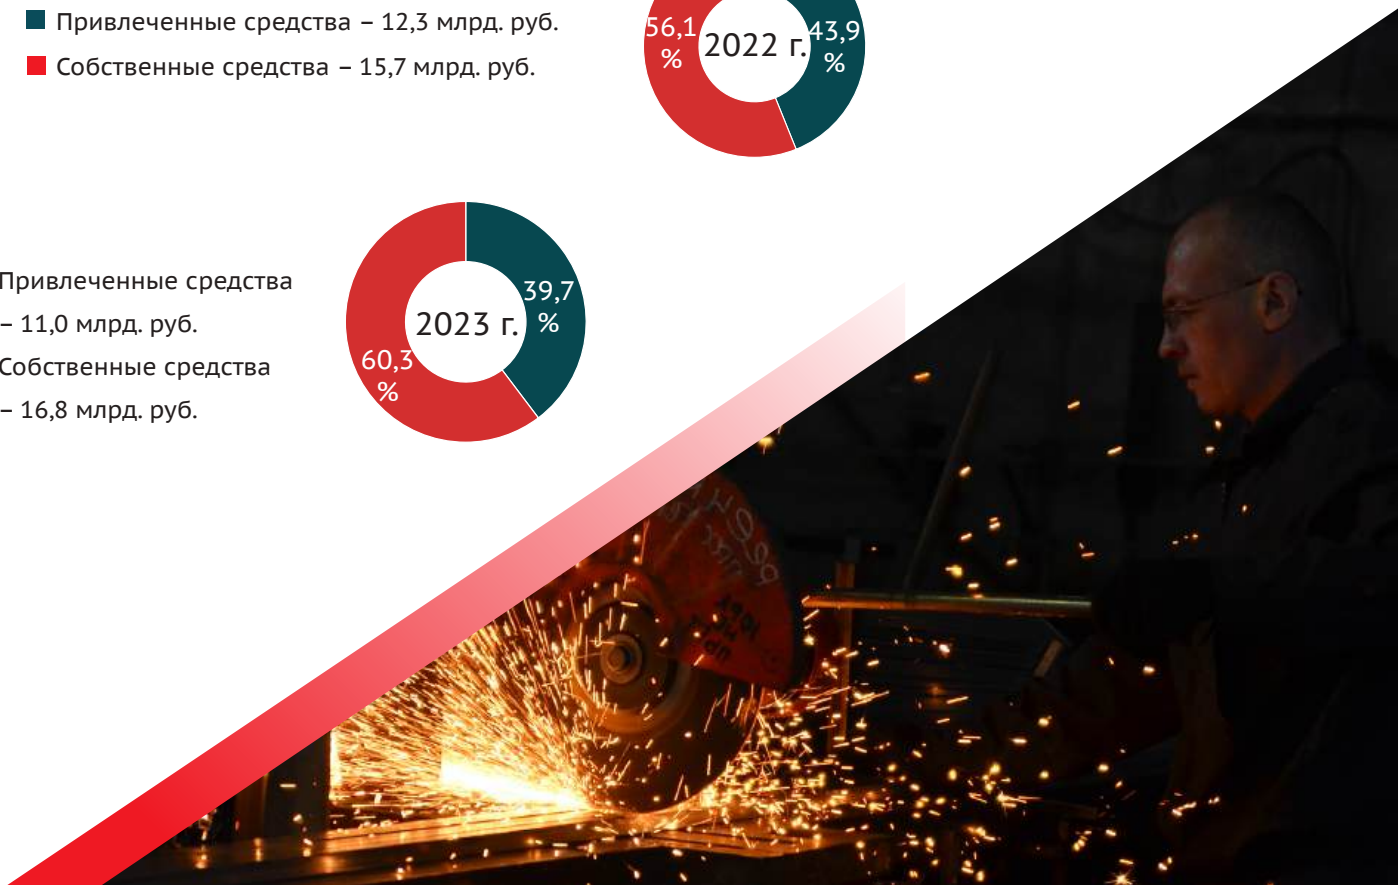 Привлеченные средства – 12,3 млрд. руб.
Собственные средства – 15,7 млрд. руб.
56,1
%
2022 г.
43,9
%
Привлеченные средства
– 11,0 млрд. руб.
Собственные средства
– 16,8 млрд. руб.
39,7
%
2023 г.
60,3
%